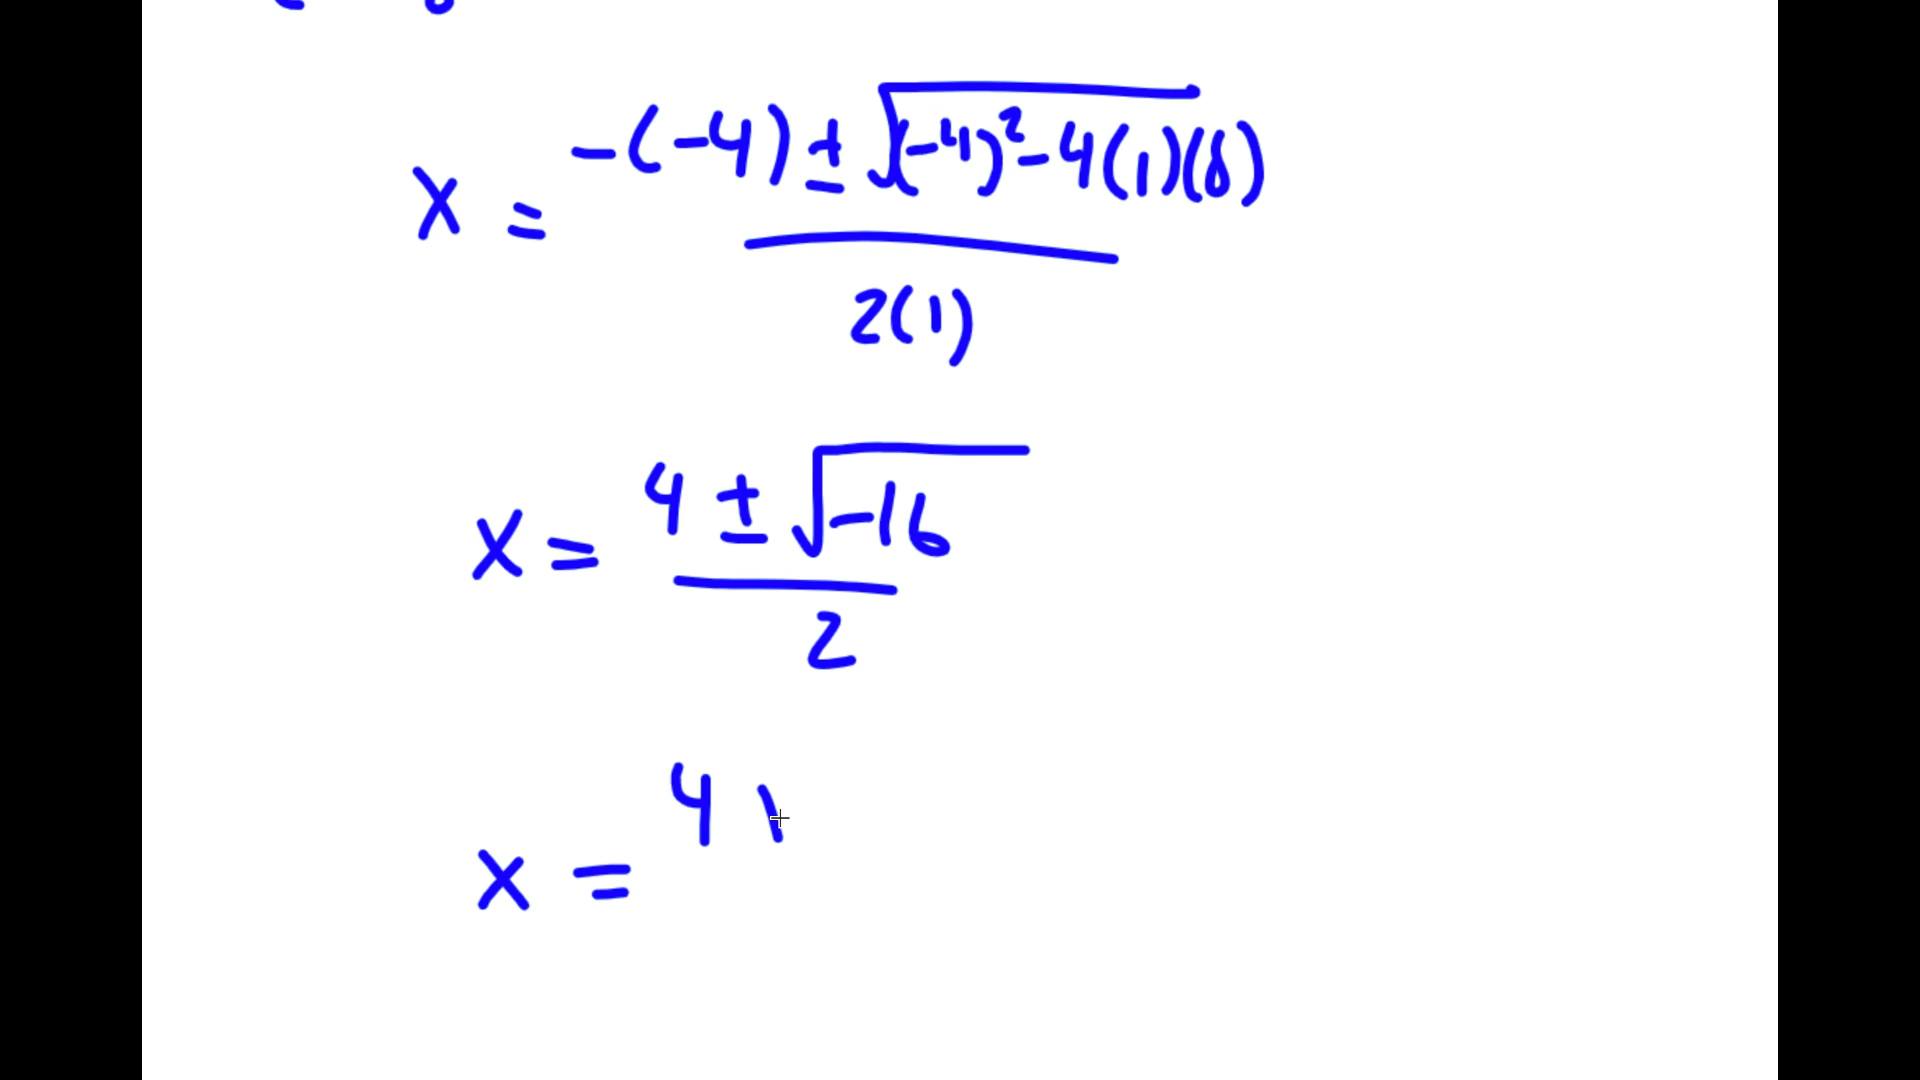 x = -(-4) ± √(-4)² - 4(1)(8)
2(1)
x = 4 ± √-16
2
x = 4